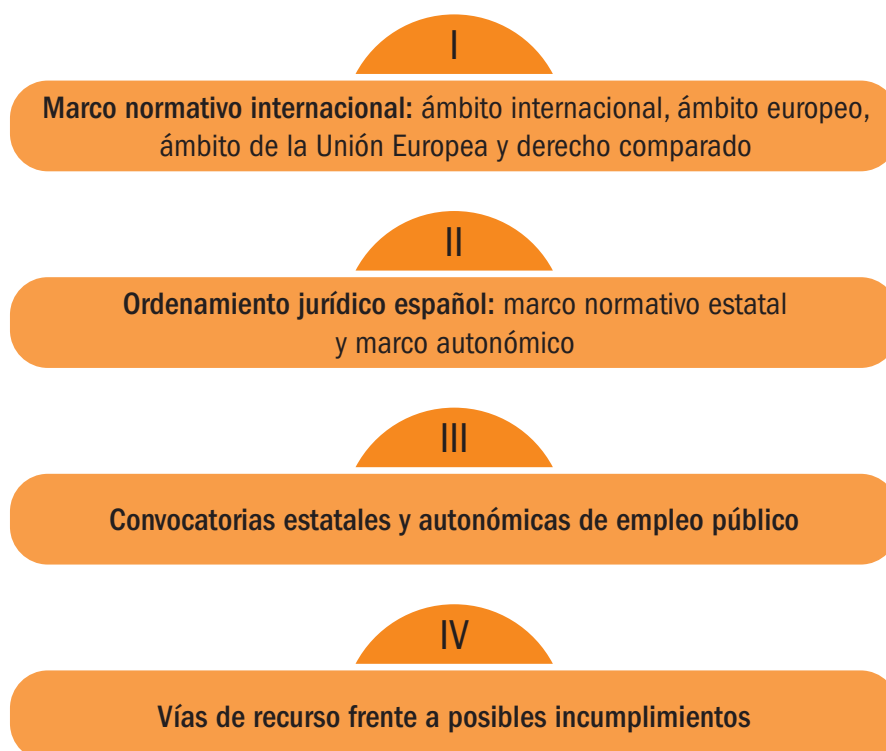 I
Marco normativo internacional: ámbito internacional, ámbito europeo,
ámbito de la Unión Europea y derecho comparado
II
Ordenamiento jurídico español: marco normativo estatal
y marco autonómico
III
Convocatorias estatales y autonómicas de empleo público
IV
Vías de recurso frente a posibles incumplimientos